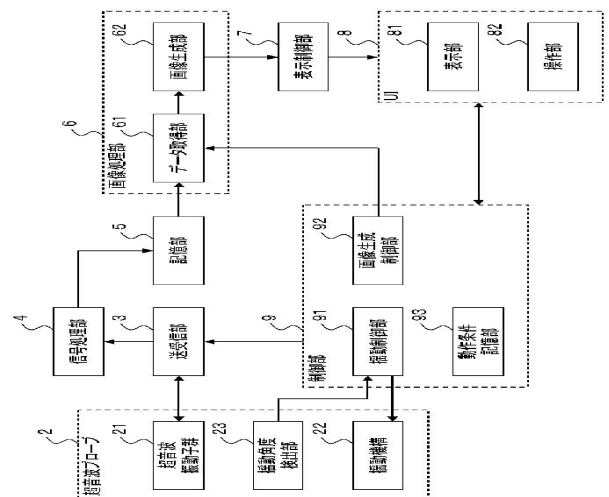 2
超音波プローブ
22
揺動機構
23
揺動角度
検出部
21
超音波
振動子群
9
制御部
91
揺動制御部
3
送受信部
4
信号処理部
93
動作条件
記憶部
92
画像生成
制御部
5
記憶部
6
画像処理部
61
データ取得部
62
画像生成部
7
表示制御部
8
UI
82
操作部
81
表示部